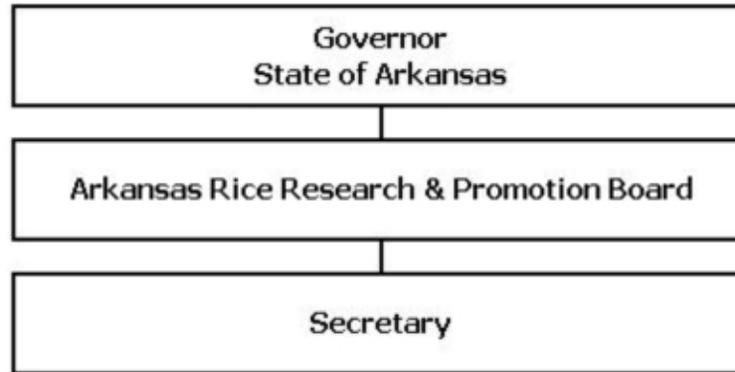 Governor
State of Arkansas
Arkansas Rice Research & Promotion Board
Secretary